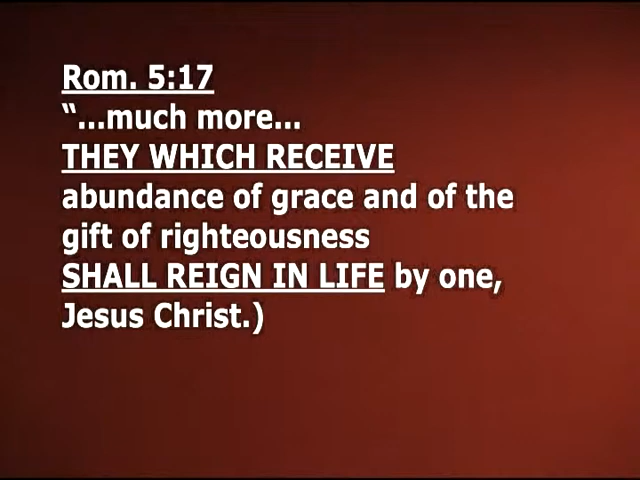 Rom. 5:17
“...much more...
THEY WHICH RECEIVE
abundance of grace and of the
gift of righteousness
SHALL REIGN IN LIFE by one,
Jesus Christ.)